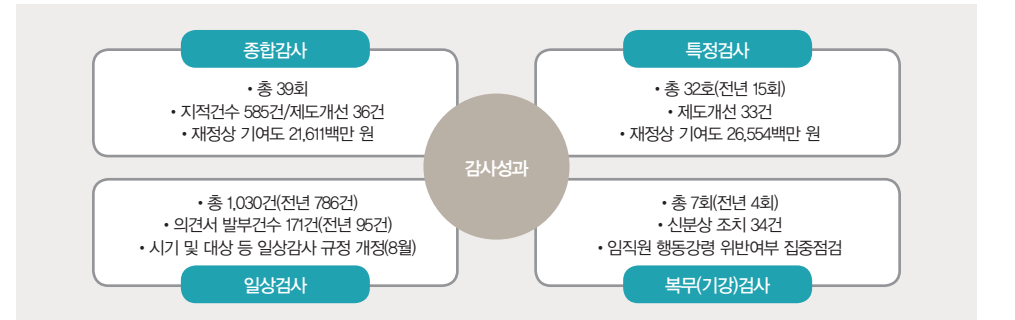 종합감사
• 총 39회
• 지적건수 585건/제도개선 36건
• 재정상 기여도 21,611백만 원
특정검사
• 총 32호(전년 15회)
• 제도개선 33건
• 재정상 기여도 26,554백만 원
감사성과
• 총 1,030건(전년 786건)
• 의견서 발부건수 171건(전년 95건)
• 시기 및 대상 등 일상감사 규정 개정(8월)
일상검사
• 총 7회(전년 4회)
• 신분상 조치 34건
• 임직원 행동강령 위반여부 집중점검
복무(기강)검사